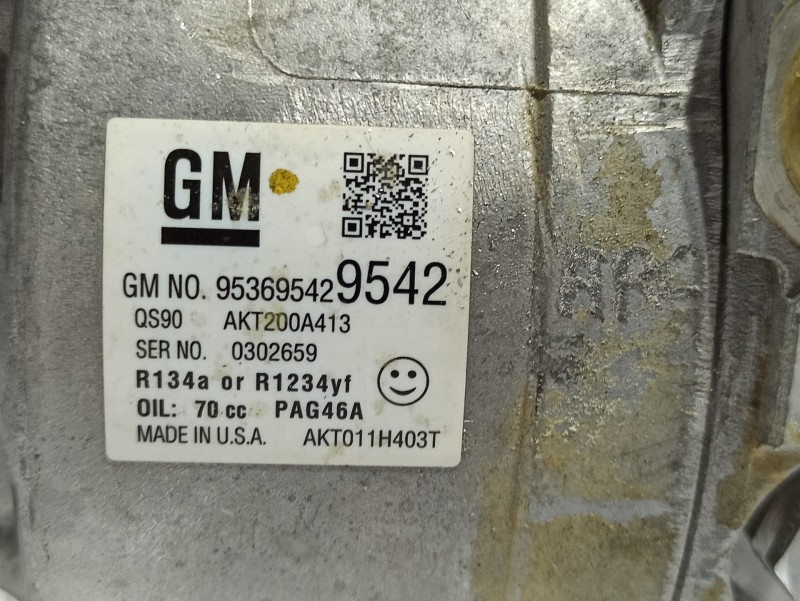 GM
GM NO. 95369542 9542
QS90 AKT200A413
SER NO. 0302659
R134a or R1234yf
OIL: 70 cc PAG46A
MADE IN U.S.A. AKT011H403T